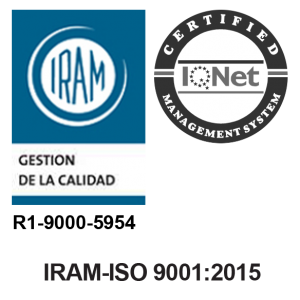 IRAM
GESTION
DE LA CALIDAD
R1-9000-5954
CERTIFIED
IQNet
MANAGEMENT SYSTEM
IRAM-ISO 9001:2015